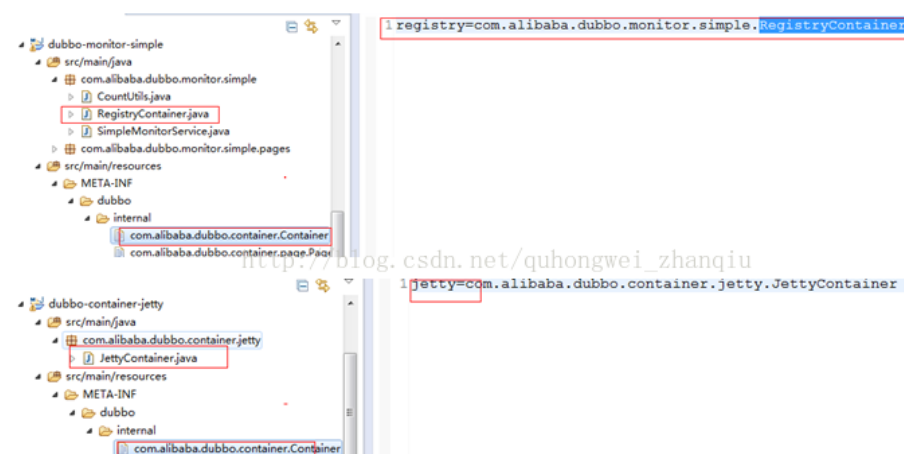 dubbo-monitor-simple
src/main/java
com.alibaba.dubbo.monitor.simple
CountUtils.java
RegistryContainer.java
SimpleMonitorService.java
com.alibaba.dubbo.monitor.simple.pages
src/main/resources
META-INF
dubbo
internal
com.alibaba.dubbo.container.Container
com.alibaba.dubbo.container.page.Page
1 registry=com.alibaba.dubbo.monitor.simple.RegistryContainer
http://blog.csdn.net/quhongwei_zhanqiu
dubbo-container-jetty
src/main/java
com.alibaba.dubbo.container.jetty
JettyContainer.java
src/main/resources
META-INF
dubbo
internal
com.alibaba.dubbo.container.Container
1 jetty=com.alibaba.dubbo.container.jetty.JettyContainer